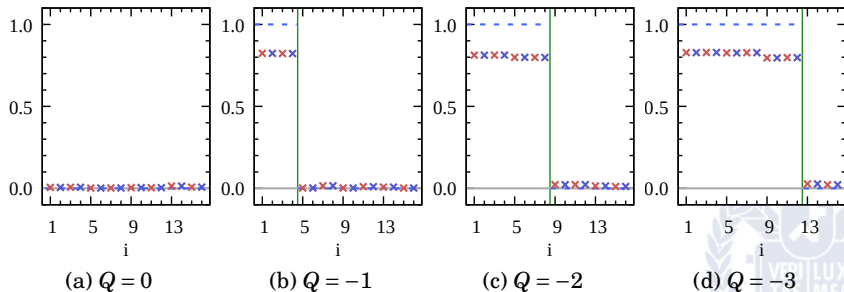 1.0 1.0 1.0 1.0
0.5 0.5 0.5 0.5
0.0 0.0 0.0 0.0
1 5 9 13 1 5 9 13 1 5 9 13 1 5 9 13
i i i i
(a) Q = 0 (b) Q = −1 (c) Q = −2 (d) Q = −3
VERI LUX